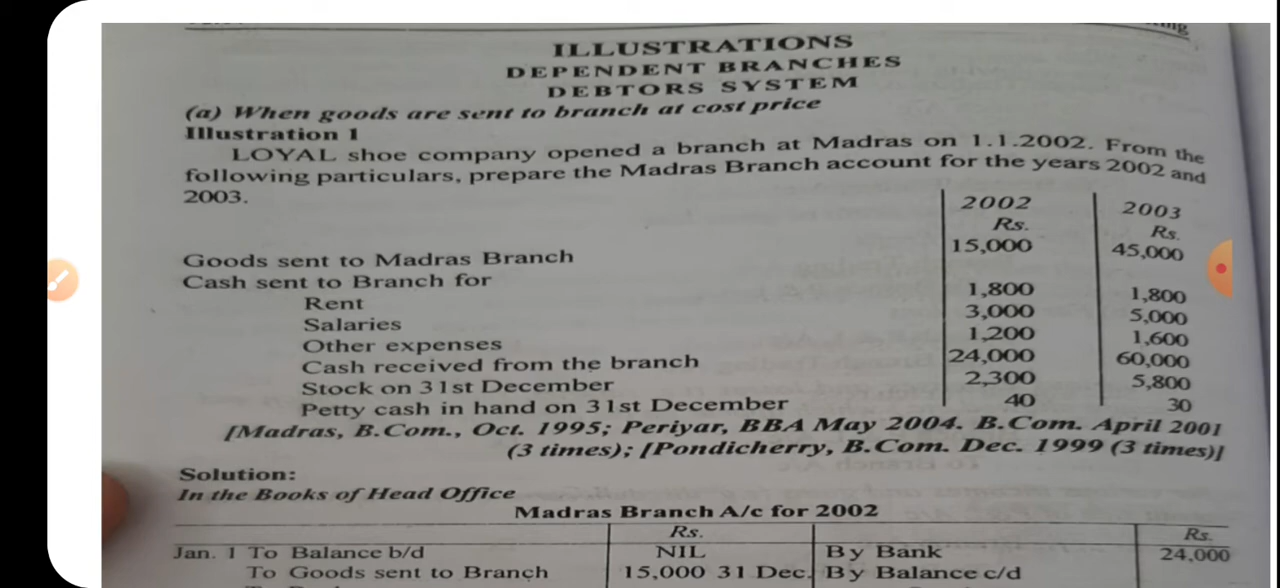 ILLUSTRATIONS
DEPENDENT BRANCHES
DEBTORS SYSTEM
(a) When goods are sent to branch at cost price
Illustration 1
LOYAL shoe company opened a branch at Madras on 1.1.2002. From the
following particulars, prepare the Madras Branch account for the years 2002 and
2003.
2002 2003
Rs. Rs.
Goods sent to Madras Branch 15,000 45,000
Cash sent to Branch for
Rent 1,800 1,800
Salaries 3,000 5,000
Other expenses 1,200 1,600
Cash received from the branch 24,000 60,000
Stock on 31st December 2,300 5,800
Petty cash in hand on 31st December 40 30
[Madras, B.Com., Oct. 1995; Periyar, BBA May 2004. B.Com. April 2001
(3 times); [Pondicherry, B.Com. Dec. 1999 (3 times)]
Solution:
In the Books of Head Office
Madras Branch A/c for 2002
Rs. Rs.
Jan. 1 To Balance b/d NIL By Bank 24,000
To Goods sent to Branch 15,000 31 Dec. By Balance c/d